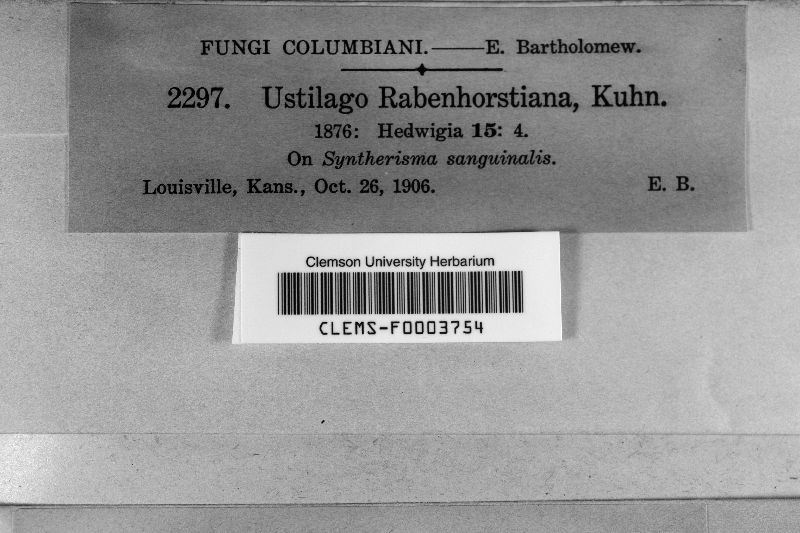 FUNGI COLUMBIANI.——E. Bartholomew.
2297. Ustilago Rabenhorstiana, Kuhn.
1876: Hedwigia 15: 4.
On Syntherisma sanguinalis.
Louisville, Kans., Oct. 26, 1906. E. B.
Clemson University Herbarium
CLEMS-F0003754